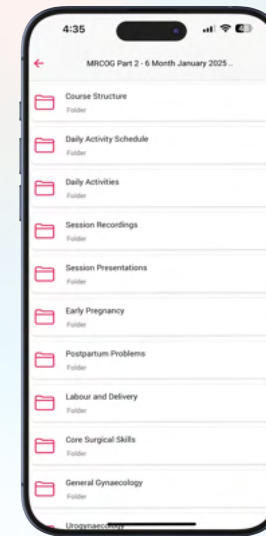 4:35
MRCOG Part 2 - 6 Month January 2025 ..
Course Structure
Folder
Daily Activity Schedule
Folder
Daily Activities
Folder
Session Recordings
Folder
Session Presentations
Folder
Early Pregnancy
Folder
Postpartum Problems
Folder
Labour and Delivery
Folder
Core Surgical Skills
Folder
General Gynaecology
Folder
Urogynaecology